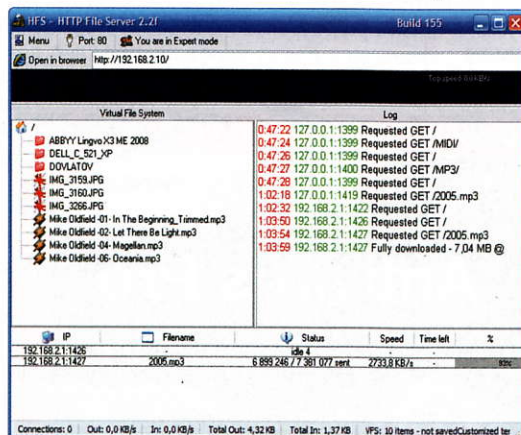 HFS - HTTP File Server 2.2f Build 155
Menu Port: 80 You are in Expert mode
Open in browser http://192.168.2.10/
Virtual File System
/
ABBYY Lingvo X3 ME 2008
DELL_C_521_XP
DOVLATOV
IMG_3159.JPG
IMG_3160.JPG
IMG_3266.JPG
Mike Oldfield -01- In The Beginning_Trimmed.mp3
Mike Oldfield -02- Let There Be Light.mp3
Mike Oldfield -04- Magellan.mp3
Mike Oldfield -06- Oceania.mp3
Log
0:47:22 127.0.0.1:1399 Requested GET /
0:47:24 127.0.0.1:1399 Requested GET /MIDI/
0:47:26 127.0.0.1:1399 Requested GET /
0:47:27 127.0.0.1:1400 Requested GET /MP3/
0:47:28 127.0.0.1:1399 Requested GET /
1:02:18 127.0.0.1:1419 Requested GET /2005.mp3
1:02:32 192.168.2.1:1422 Requested GET /
1:03:50 192.168.2.1:1426 Requested GET /
1:03:54 192.168.2.1:1427 Requested GET /2005.mp3
1:03:59 192.168.2.1:1427 Fully downloaded - 7,04 MB @
IP Filename Status Speed Time left %
192.168.2.1:1426 - idle 4 - -
192.168.2.1:1427 2005.mp3 6 899 246 / 7 381 077 sent 2733,8 KB/s - 93%
Connections: 0 Out: 0,0 KB/s In: 0,0 KB/s Total Out: 4,32 KB Total In: 1,37 KB VFS: 10 items - not savedCustomized ter